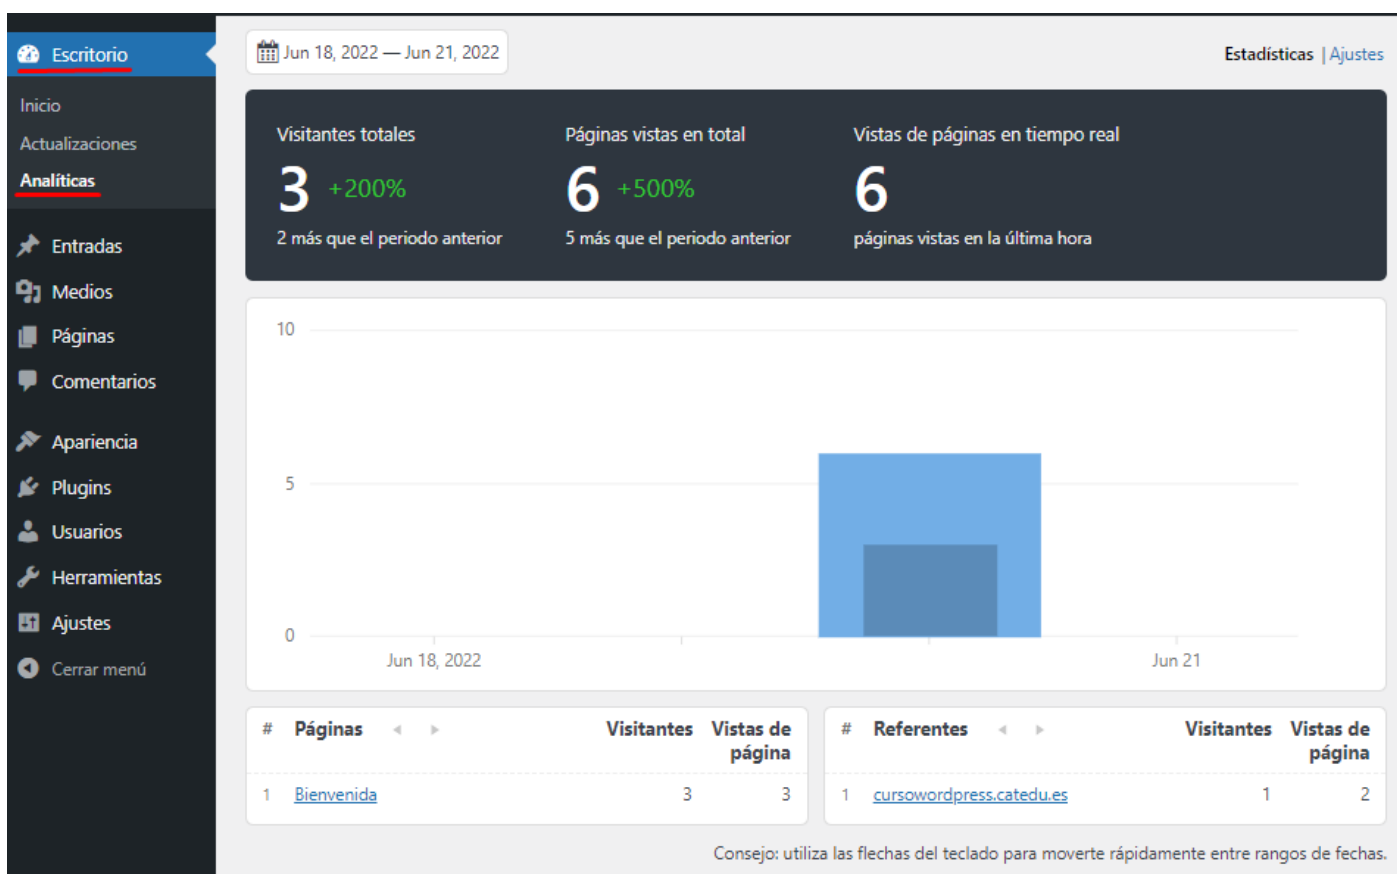 Escritorio
Inicio
Actualizaciones
Analíticas
Entradas
Medios
Páginas
Comentarios
Apariencia
Plugins
Usuarios
Herramientas
Ajustes
Cerrar menú
Jun 18, 2022 — Jun 21, 2022
Estadísticas | Ajustes
Visitantes totales
3 +200%
2 más que el periodo anterior
Páginas vistas en total
6 +500%
5 más que el periodo anterior
Vistas de páginas en tiempo real
6
páginas vistas en la última hora
10
5
0
Jun 18, 2022 Jun 21
# Páginas Visitantes Vistas de página
1 Bienvenida 3 3
# Referentes Visitantes Vistas de página
1 cursowordpress.catedu.es 1 2
Consejo: utiliza las flechas del teclado para moverte rápidamente entre rangos de fechas.